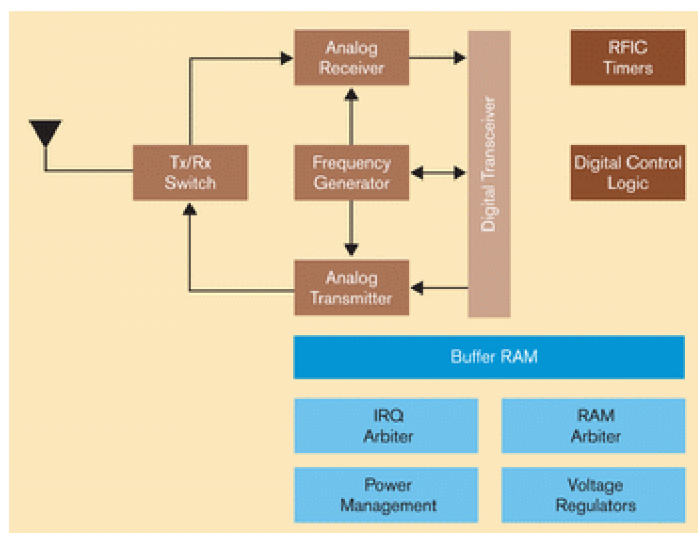 Analog
Receiver
RFIC
Timers
Tx/Rx
Switch
Frequency
Generator
Digital Transceiver
Digital Control
Logic
Analog
Transmitter
Buffer RAM
IRQ
Arbiter
RAM
Arbiter
Power
Management
Voltage
Regulators